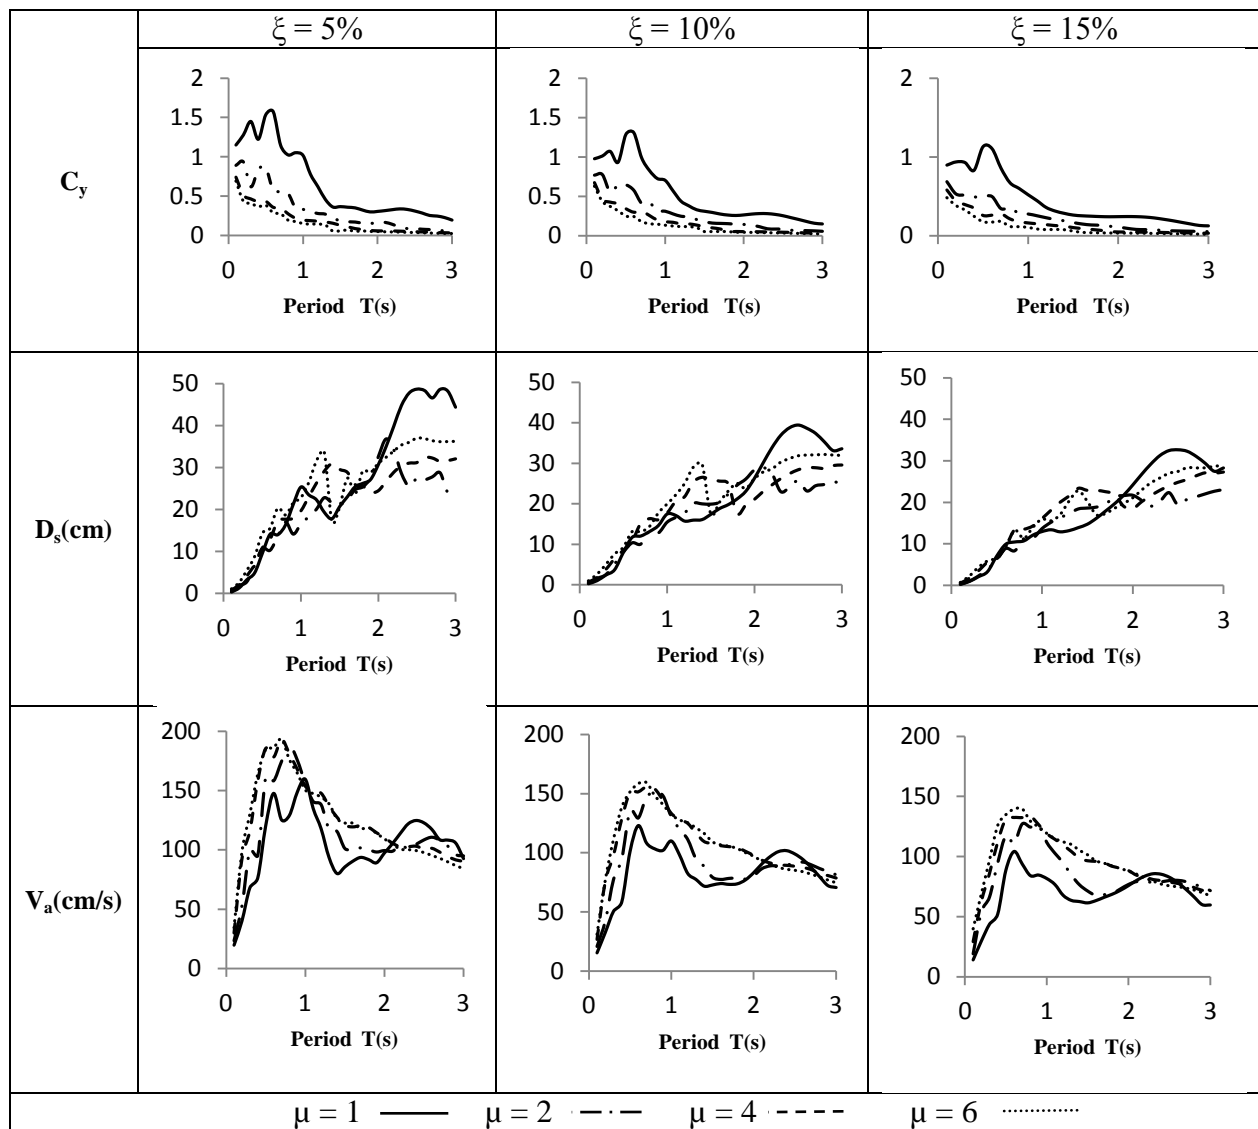 ξ = 5% ξ = 10% ξ = 15%
Cy
2 2 2
1.5 1.5 1.5
1 1 1
0.5 0.5 0.5
0 0 0
0 1 2 3 0 1 2 3 0 1 2 3
Period T(s) Period T(s) Period T(s)
Ds(cm)
50 50 50
40 40 40
30 30 30
20 20 20
10 10 10
0 0 0
0 1 2 3 0 1 2 3 0 1 2 3
Period T(s) Period T(s) Period T(s)
Va(cm/s)
200 200 200
150 150 150
100 100 100
50 50 50
0 0 0
0 1 2 3 0 1 2 3 0 1 2 3
Period T(s) Period T(s) Period T(s)
μ = 1 μ = 2 μ = 4 μ = 6